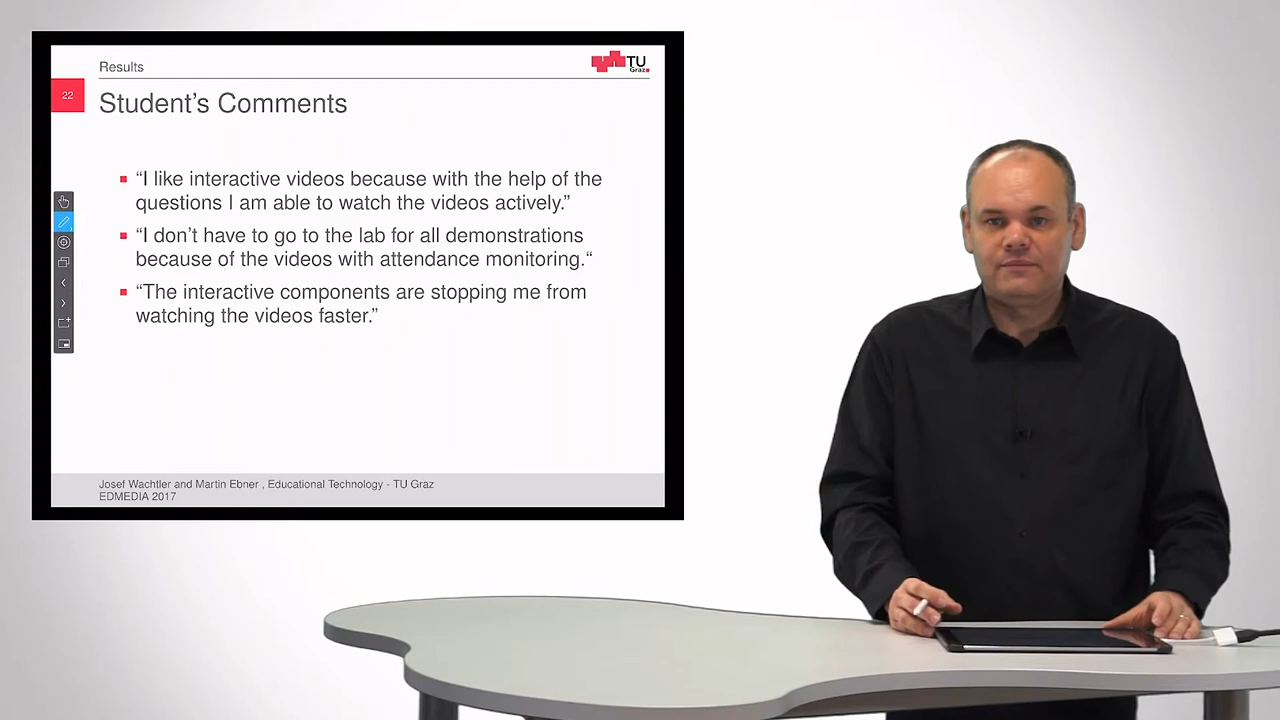 Results
TU
Graz
22
Student’s Comments
“I like interactive videos because with the help of the
questions I am able to watch the videos actively.”
“I don’t have to go to the lab for all demonstrations
because of the videos with attendance monitoring.“
“The interactive components are stopping me from
watching the videos faster.”
Josef Wachtler and Martin Ebner , Educational Technology - TU Graz
EDMEDIA 2017